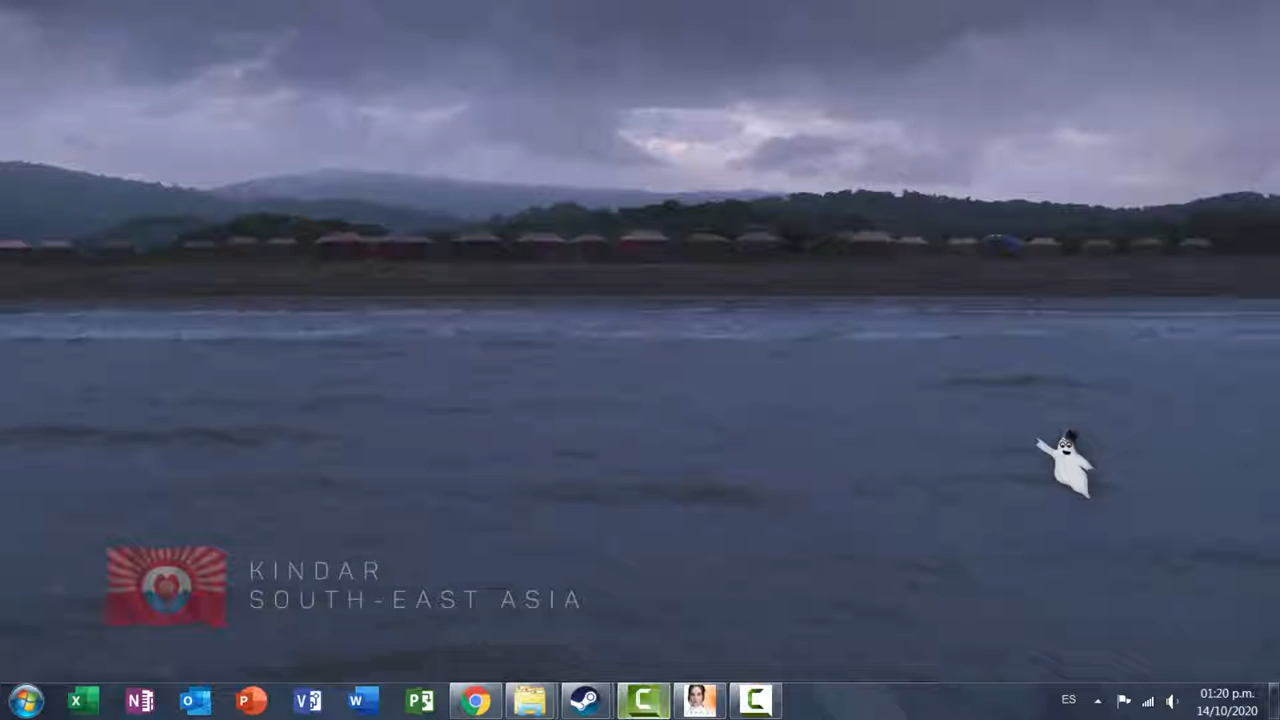 KINDAR
SOUTH-EAST ASIA
ES
01:20 p.m.
14/10/2020